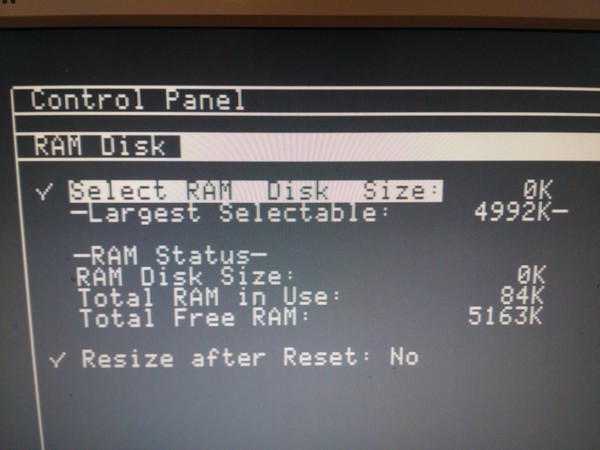 Control Panel
RAM Disk
✓ Select RAM Disk Size: 0K
—Largest Selectable: 4992K—
—RAM Status—
RAM Disk Size: 0K
Total RAM in Use: 84K
Total Free RAM: 5163K
✓ Resize after Reset: No